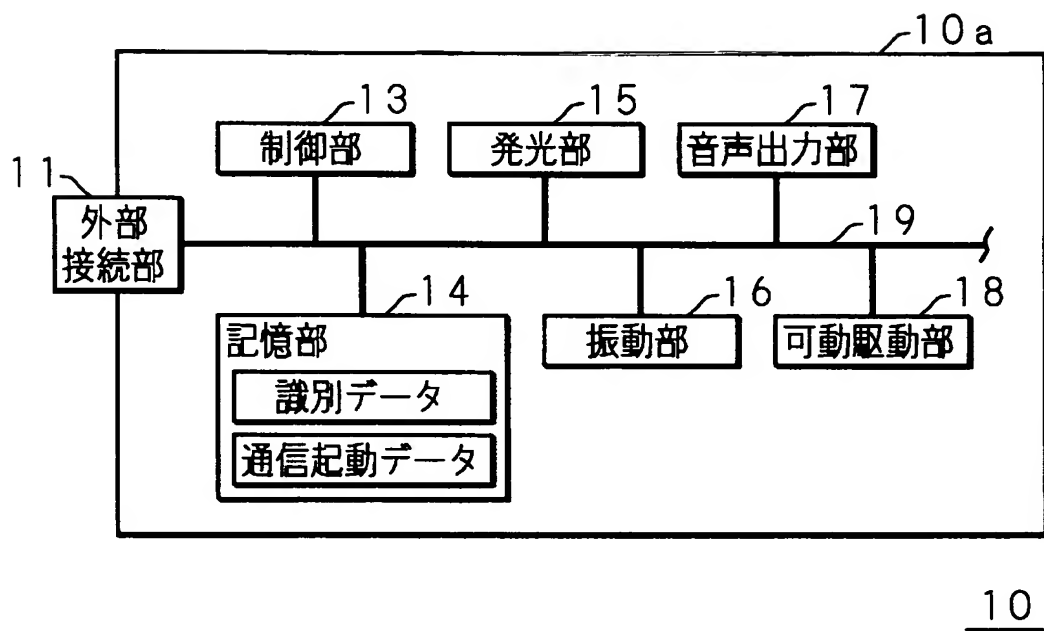 10a
13
制御部
15
発光部
17
音声出力部
11
外部
接続部
19
14
記憶部
識別データ
通信起動データ
16
振動部
18
可動駆動部
10